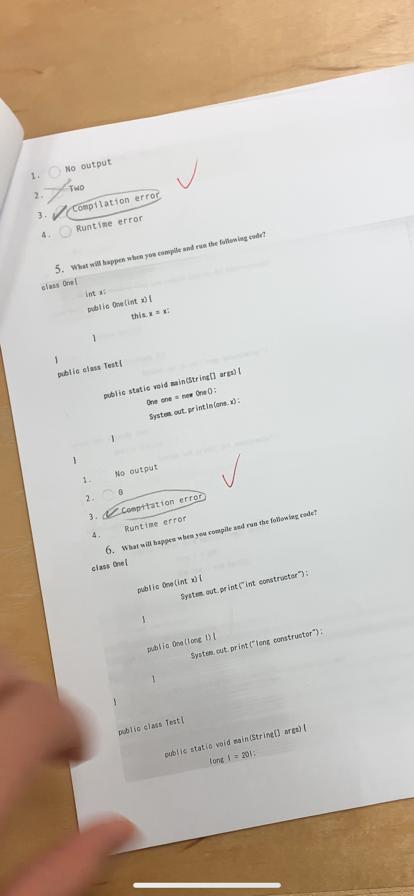 1. No output
2. Two
3. Compilation error
4. Runtime error
5. What will happen when you compile and run the following code?
class One{
int x;
public One(int x){
this.x = x;
}
}
public class Test{
public static void main(String[] args){
One one = new One();
System.out.println(one.x);
}
}
1. No output
2. 0
3. Compilation error
4. Runtime error
6. What will happen when you compile and run the following code?
class One{
public One(int x){
System.out.print("int constructor");
}
public One(long l){
System.out.print("long constructor");
}
}
public class Test{
public static void main(String[] args){
long l = 20l;